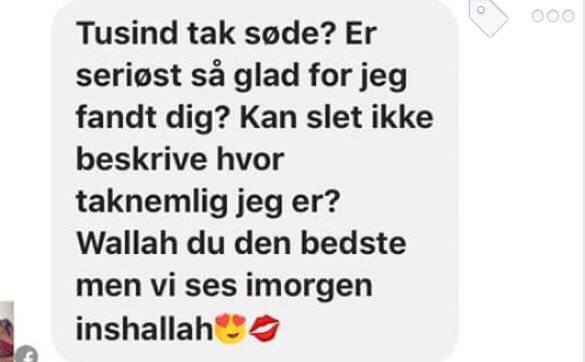 Tusind tak søde? Er
seriøst så glad for jeg
fandt dig? Kan slet ikke
beskrive hvor
taknemlig jeg er?
Wallah du den bedste
men vi ses imorgen
inshallah😍💋